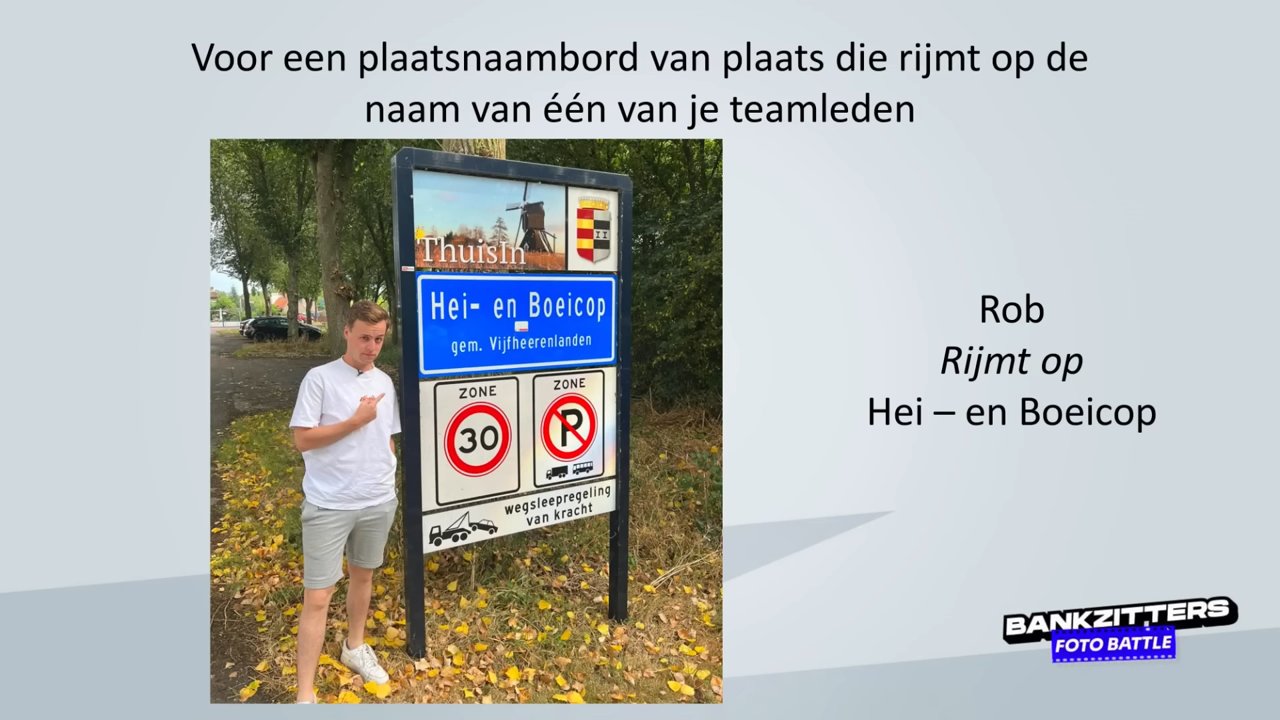 Voor een plaatsnaambord van plaats die rijmt op de
naam van één van je teamleden
ThuisIn
Hei- en Boeicop
gem. Vijfheerenlanden
ZONE
30
ZONE
P
wegsleepregeling
van kracht
Rob
Rijmt op
Hei – en Boeicop
BANKZITTERS
FOTO BATTLE